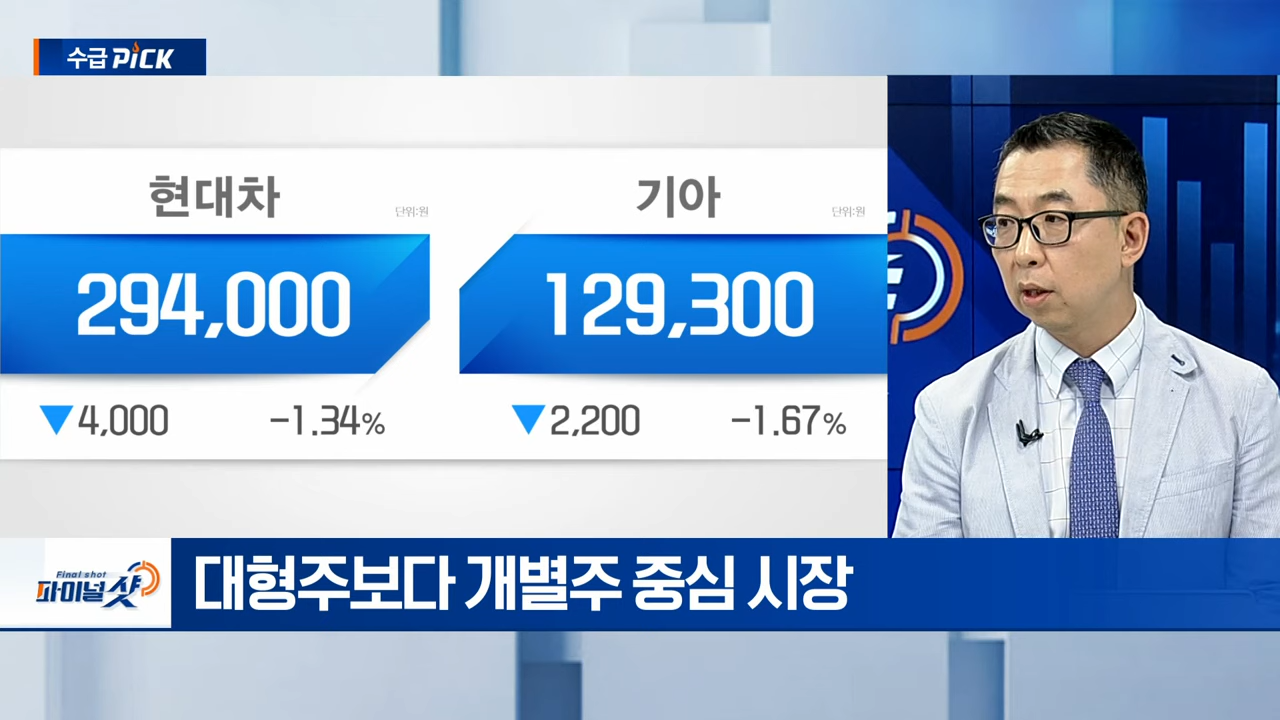 수급 PiCK
현대차
단위:원
294,000
▼4,000 -1.34%
기아
단위:원
129,300
▼2,200 -1.67%
Final shot
파이널샷
대형주보다 개별주 중심 시장